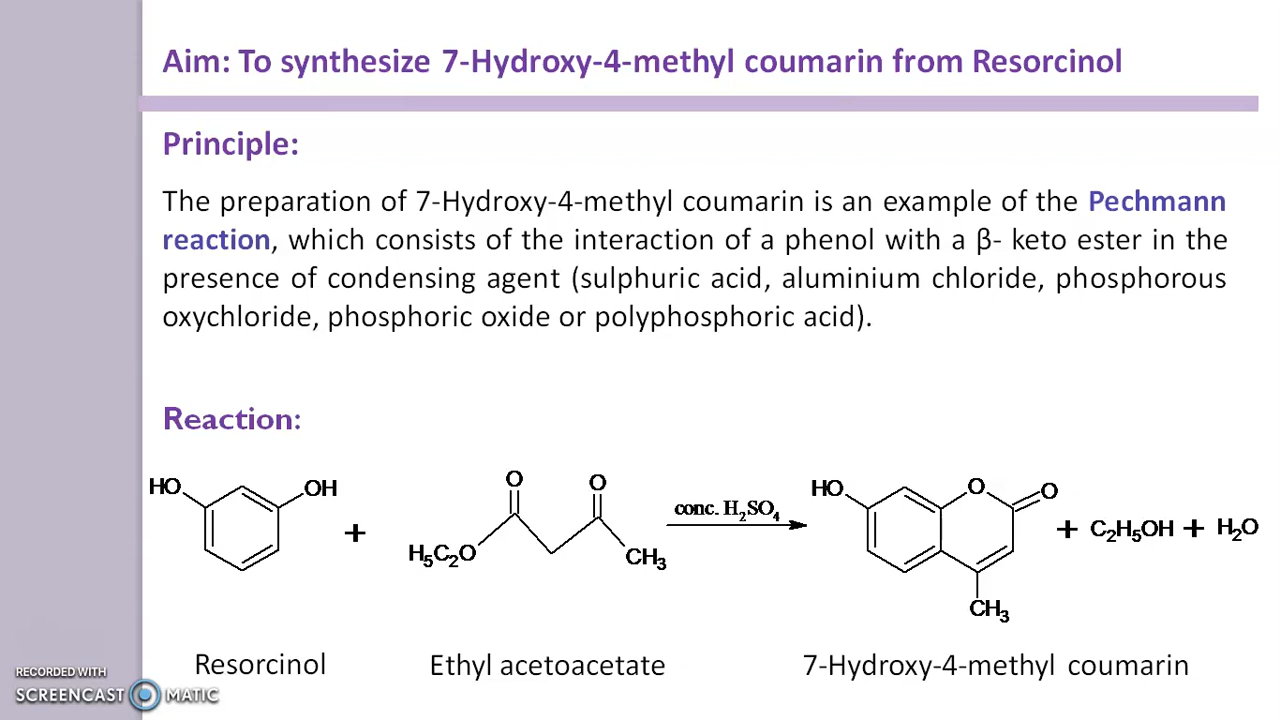 Aim: To synthesize 7-Hydroxy-4-methyl coumarin from Resorcinol
Principle:
The preparation of 7-Hydroxy-4-methyl coumarin is an example of the Pechmann
reaction, which consists of the interaction of a phenol with a β- keto ester in the
presence of condensing agent (sulphuric acid, aluminium chloride, phosphorous
oxychloride, phosphoric oxide or polyphosphoric acid).
Reaction:
HO OH + H₅C₂O O O CH₃ conc. H₂SO₄ HO O O CH₃ + C₂H₅OH + H₂O
Resorcinol Ethyl acetoacetate 7-Hydroxy-4-methyl coumarin
RECORDED WITH
SCREENCAST MATIC